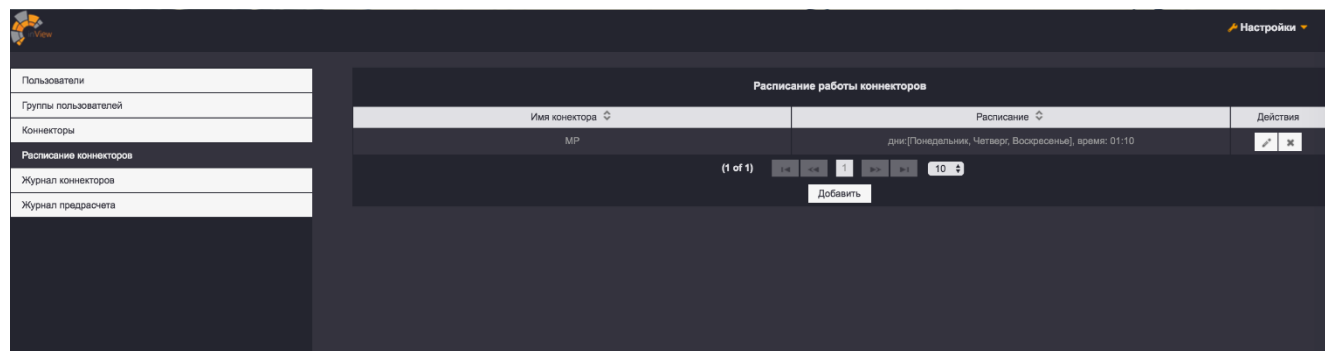 inView
Настройки
Пользователи
Группы пользователей
Коннекторы
Расписание коннекторов
Журнал коннекторов
Журнал предрасчета
Расписание работы коннекторов
Имя конектора Расписание Действия
MP дни:[Понедельник, Четверг, Воскресенье], время: 01:10
(1 of 1) 1 10
Добавить